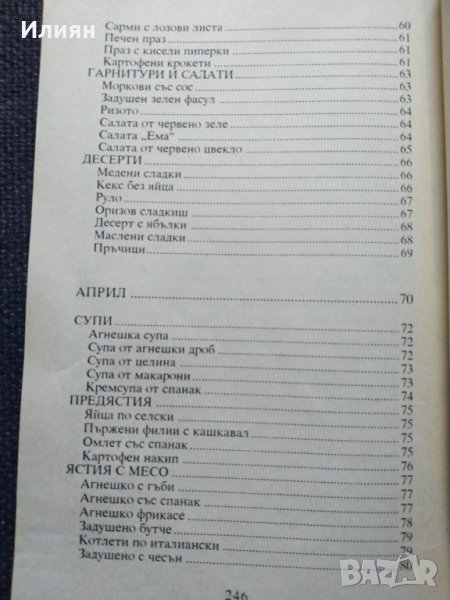 Илиян
Сарми с лозови листа 60
Печен праз 61
Праз с кисели пиперки 61
Картофени крокети 61
ГАРНИТУРИ И САЛАТИ 63
Моркови със сос 63
Задушен зелен фасул 63
Ризото 64
Салата от червено зеле 64
Салата „Ема“ 64
Салата от червено цвекло 65
ДЕСЕРТИ 66
Медени сладки 66
Кекс без яйца 66
Руло 67
Оризов сладкиш 67
Десерт с ябълки 68
Маслени сладки 68
Пръчици 69
АПРИЛ 70
СУПИ 72
Агнешка супа 72
Супа от агнешки дроб 72
Супа от целина 73
Супа от макарони 73
Кремсупа от спанак 74
ПРЕДЯСТИЯ 75
Яйца по селски 75
Пържени филии с кашкавал 75
Омлет със спанак 75
Картофен накип 76
ЯСТИЯ С МЕСО 77
Агнешко с гъби 77
Агнешко със спанак 77
Агнешко фрикасе 78
Задушено бутче 79
Котлети по италиански 79
Задушено с чесън 80
246
BAZAR